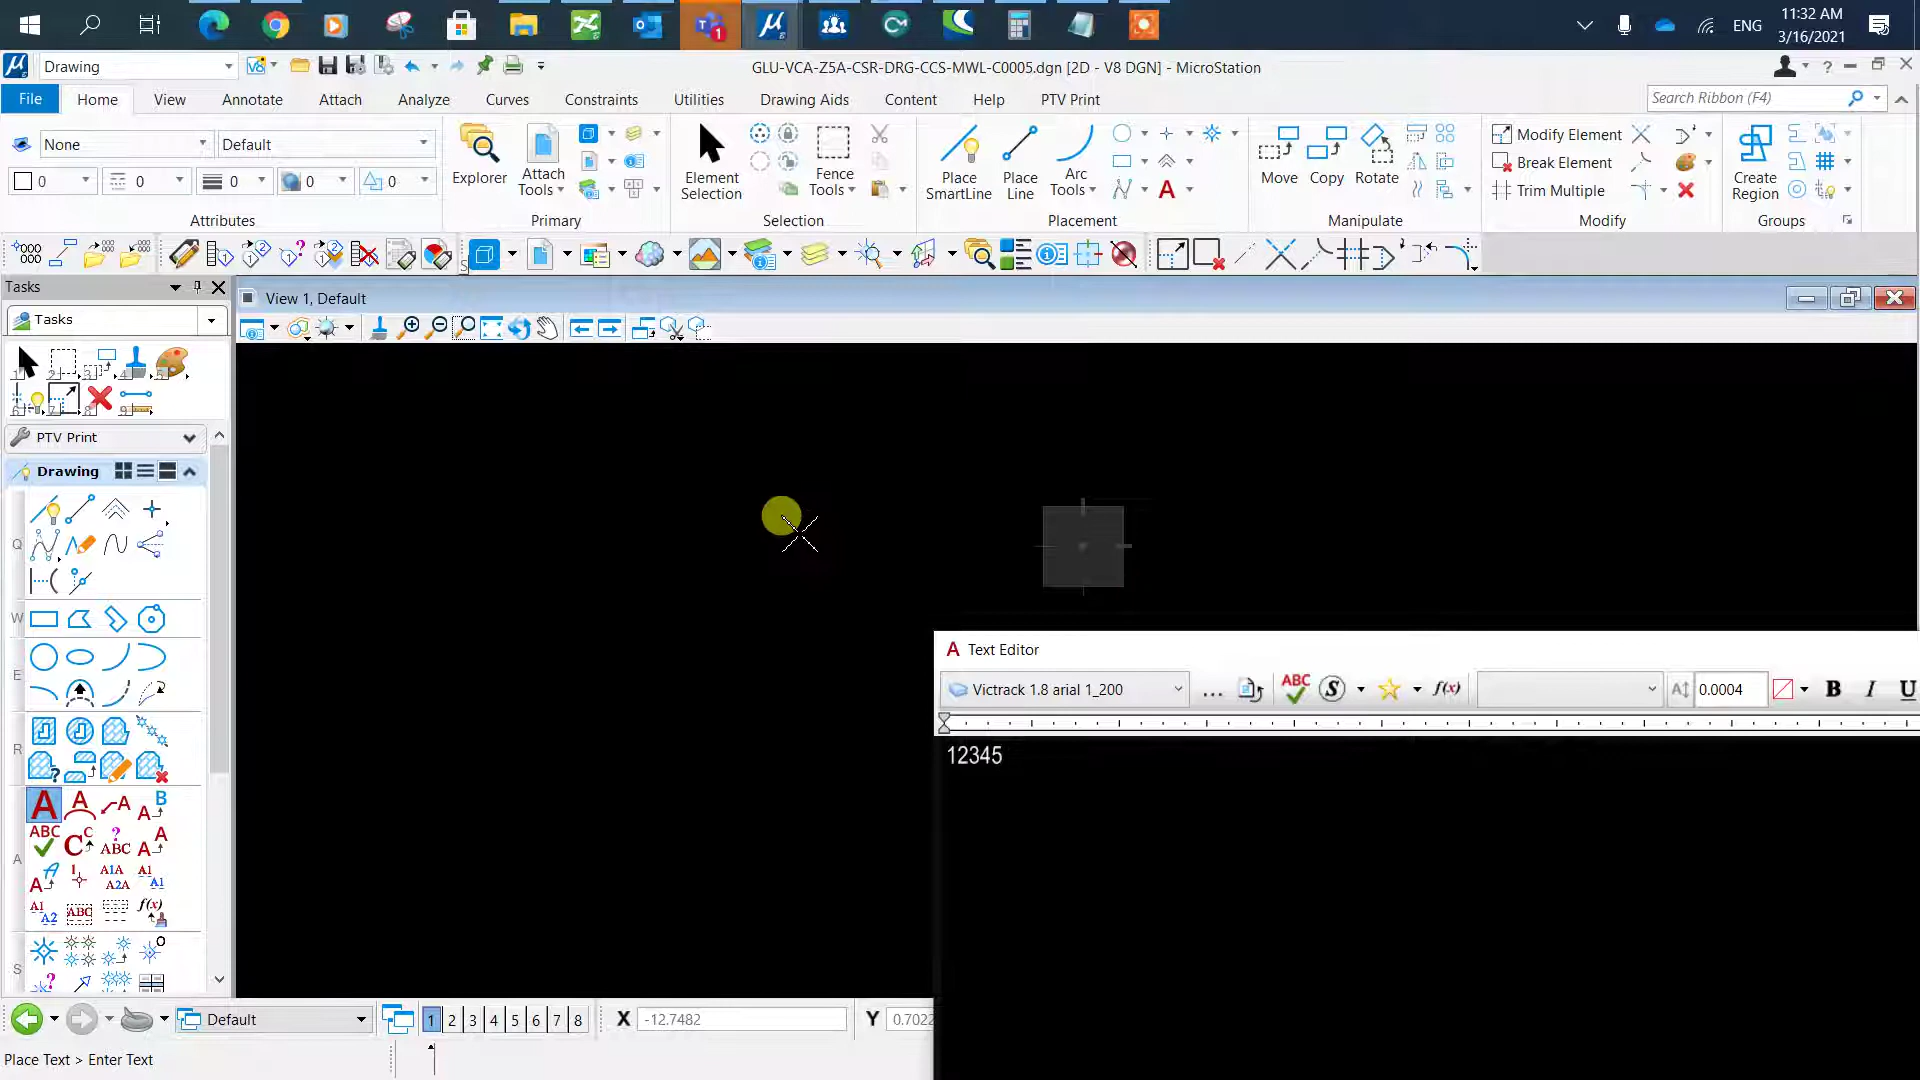 ENG
11:32 AM
3/16/2021
1
Drawing
GLU-VCA-Z5A-CSR-DRG-CCS-MWL-C0005.dgn [2D - V8 DGN] - MicroStation
File
Home
View
Annotate
Attach
Analyze
Curves
Constraints
Utilities
Drawing Aids
Content
Help
PTV Print
Search Ribbon (F4)
None
Default
0
0
0
0
0
Attributes
Explorer
Attach
Tools
Primary
Element
Selection
Fence
Tools
Selection
Place
SmartLine
Place
Line
Arc
Tools
Placement
Move
Copy
Rotate
Manipulate
Modify Element
Break Element
Trim Multiple
Modify
Create
Region
Groups
Tasks
View 1, Default
Tasks
PTV Print
Drawing
Q
W
E
R
A
S
Text Editor
Victrack 1.8 arial 1_200
ABC
f(x)
0.0004
B
I
U
12345
Default
1 2 3 4 5 6 7 8
X
-12.7482
Y
0.7022
Place Text > Enter Text